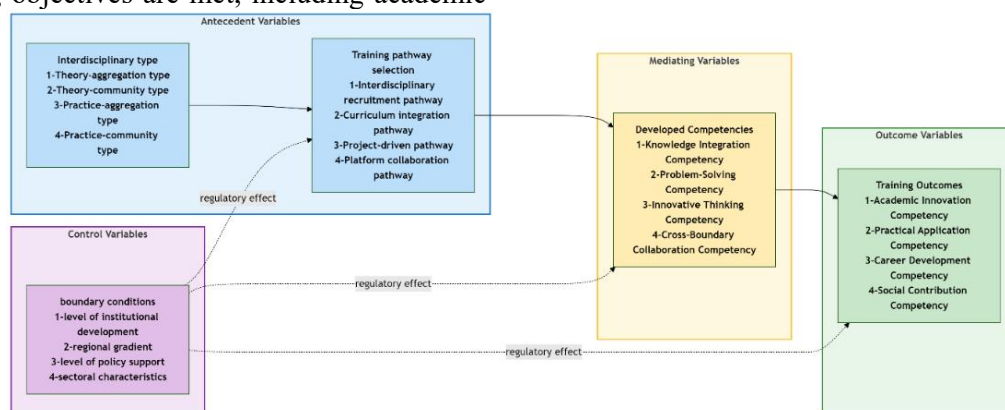 objectives are met, including academic
Antecedent Variables
Interdisciplinary type
1-Theory-aggregation type
2-Theory-community type
3-Practice-aggregation
type
4-Practice-community
type
Training pathway
selection
1-Interdisciplinary
recruitment pathway
2-Curriculum integration
pathway
3-Project-driven pathway
4-Platform collaboration
pathway
regulatory effect
Control Variables
boundary conditions
1-level of institutional
development
2-regional gradient
3-level of policy support
4-sectoral characteristics
regulatory effect
regulatory effect
Mediating Variables
Developed Competencies
1-Knowledge Integration
Competency
2-Problem-Solving
Competency
3-Innovative Thinking
Competency
4-Cross-Boundary
Collaboration Competency
Outcome Variables
Training Outcomes
1-Academic Innovation
Competency
2-Practical Application
Competency
3-Career Development
Competency
4-Social Contribution
Competency